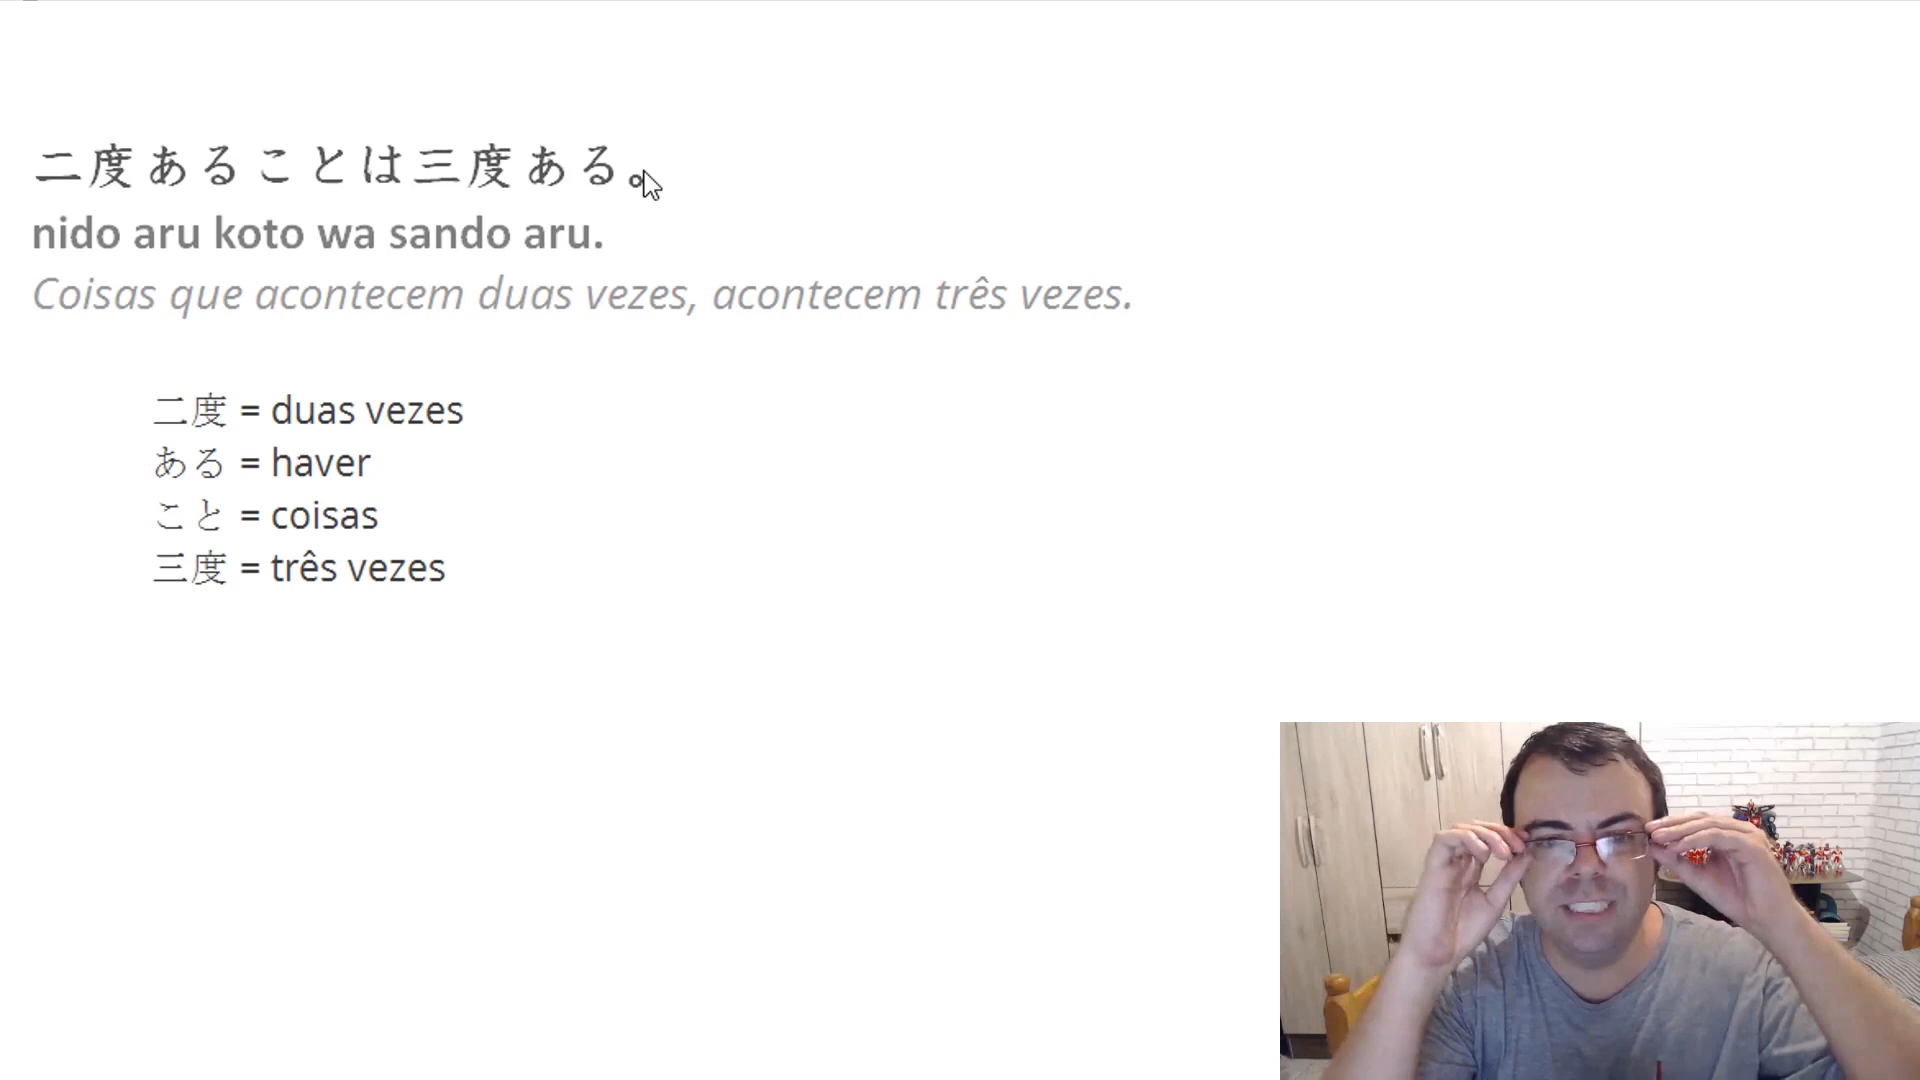 二度あることは三度ある。
nido aru koto wa sando aru.
Coisas que acontecem duas vezes, acontecem três vezes.
二度 = duas vezes
ある = haver
こと = coisas
三度 = três vezes